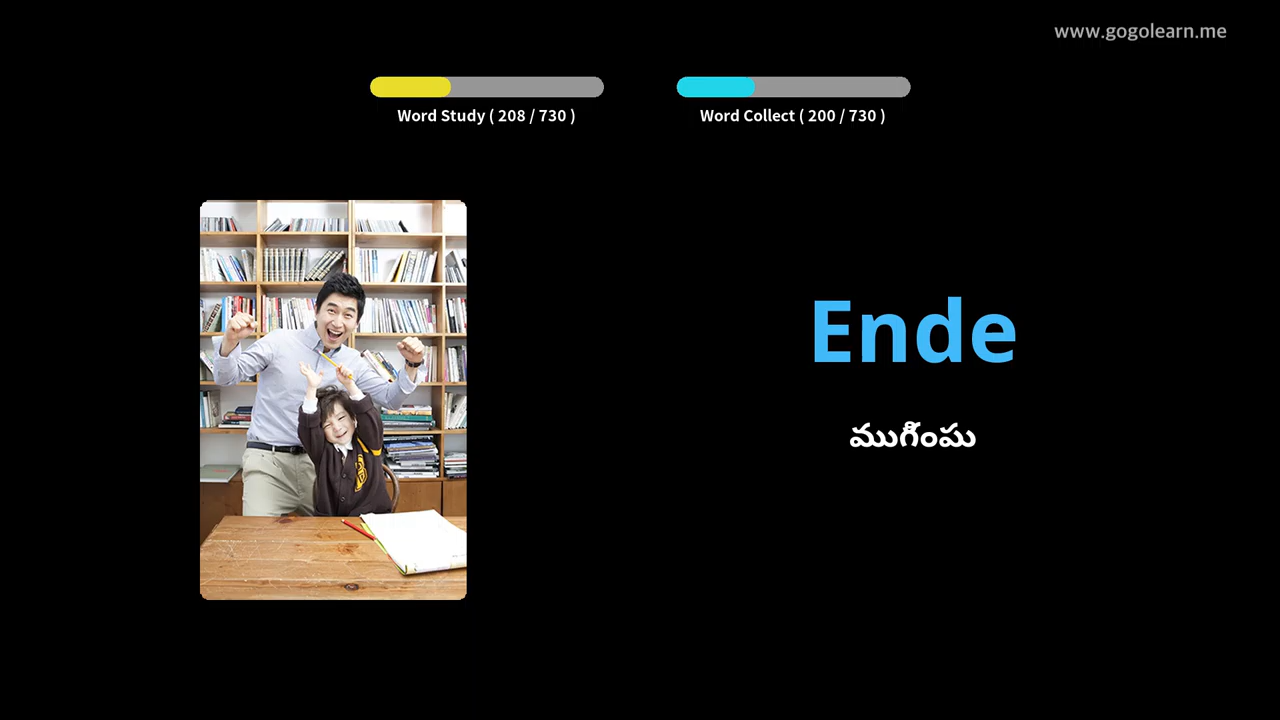 www.gogolearn.me
Word Study ( 208 / 730 )
Word Collect ( 200 / 730 )
Ende
ముగింపు